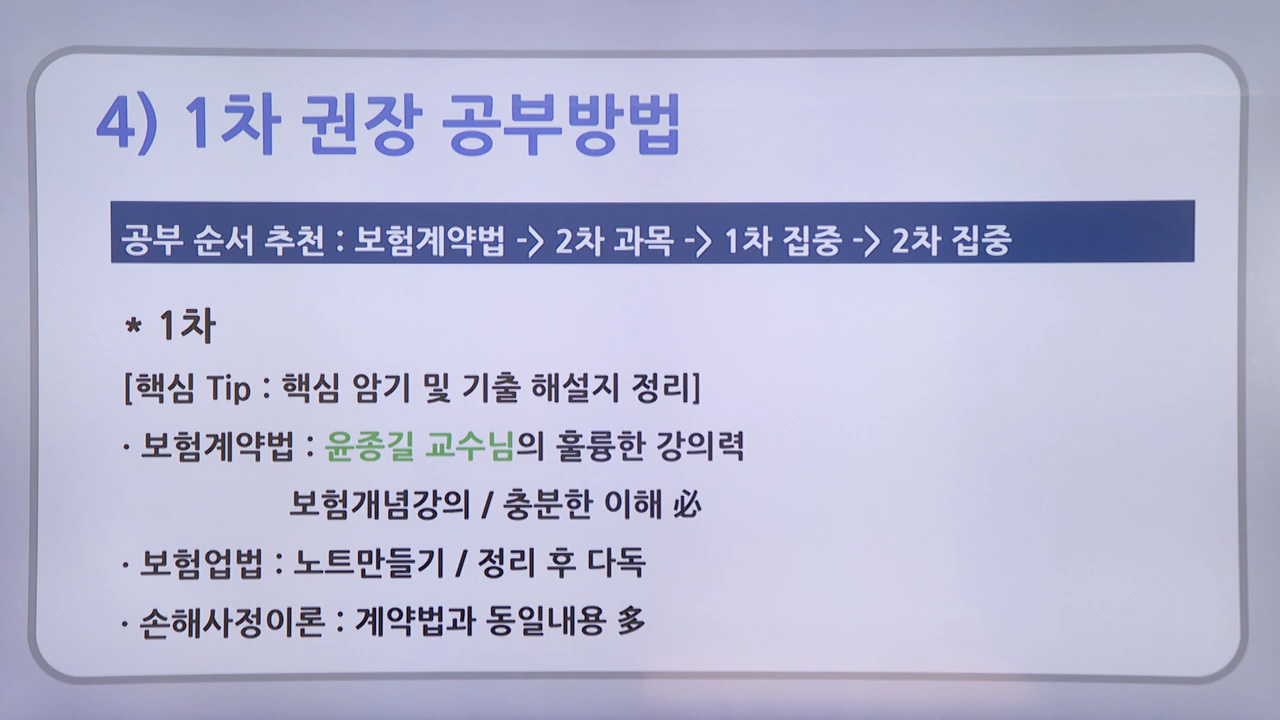 4) 1차 권장 공부방법
공부 순서 추천 : 보험계약법 -> 2차 과목 -> 1차 집중 -> 2차 집중
* 1차
[핵심 Tip : 핵심 암기 및 기출 해설지 정리]
· 보험계약법 : 윤종길 교수님의 훌륭한 강의력
보험개념강의 / 충분한 이해 必
· 보험업법 : 노트만들기 / 정리 후 다독
· 손해사정이론 : 계약법과 동일내용 多